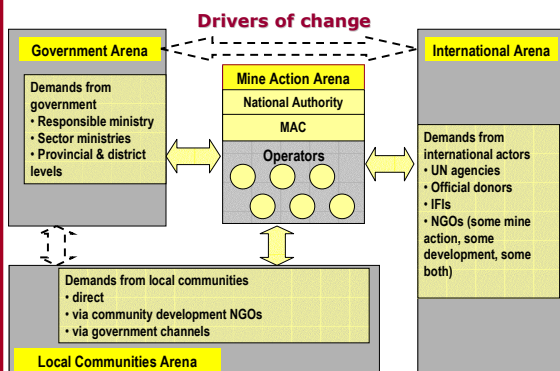 Drivers of change
Government Arena
Demands from
government
• Responsible ministry
• Sector ministries
• Provincial & district
levels
Mine Action Arena
National Authority
MAC
Operators
International Arena
Demands from
international actors
• UN agencies
• Official donors
• IFIs
• NGOs (some mine
action, some
development, some
both)
Demands from local communities
• direct
• via community development NGOs
• via government channels
Local Communities Arena